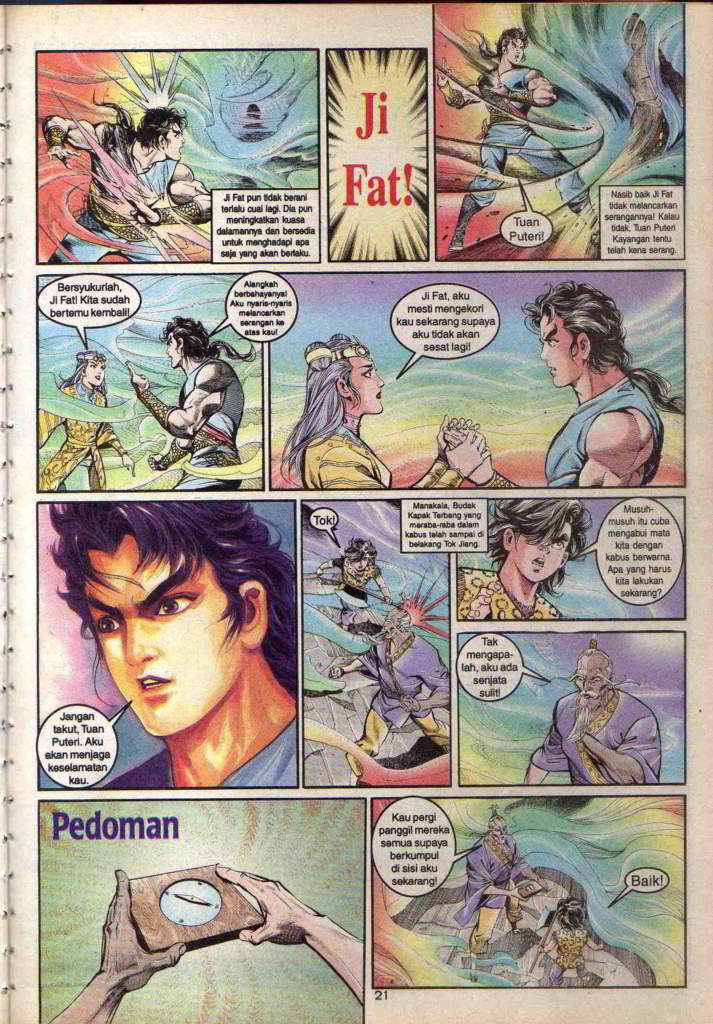 Ji Fat pun tidak berani
terlalu cuai lagi. Dia pun
meningkatkan kuasa
dalamannya dan bersedia
untuk menghadapi apa
saja yang akan berlaku.
Ji
Fat!
Tuan
Puteri!
Nasib baik Ji Fat
tidak melancarkan
serangannya! Kalau
tidak, Tuan Puteri
Kayangan tentu
telah kena serang.
Bersyukurlah,
Ji Fat! Kita sudah
bertemu kembali!
Alangkah
berbahayanya!
Aku nyaris-nyaris
melancarkan
serangan ke
atas kau!
Ji Fat, aku
mesti mengekori
kau sekarang supaya
aku tidak akan
sesat lagi!
Jangan
takut, Tuan
Puteri. Aku
akan menjaga
keselamatan
kau.
Tok!
Manakala, Budak
Kapak Terbang yang
meraba-raba dalam
kabus telah sampai di
belakang Tok Jiang.
Musuh-
musuh itu cuba
mengabui mata
kita dengan
kabus berwarna.
Apa yang harus
kita lakukan
sekarang?
Tak
mengapa-
lah, aku ada
senjata
sulit!
Pedoman
Kau pergi
panggil mereka
semua supaya
berkumpul
di sisi aku
sekarang!
Baik!
21